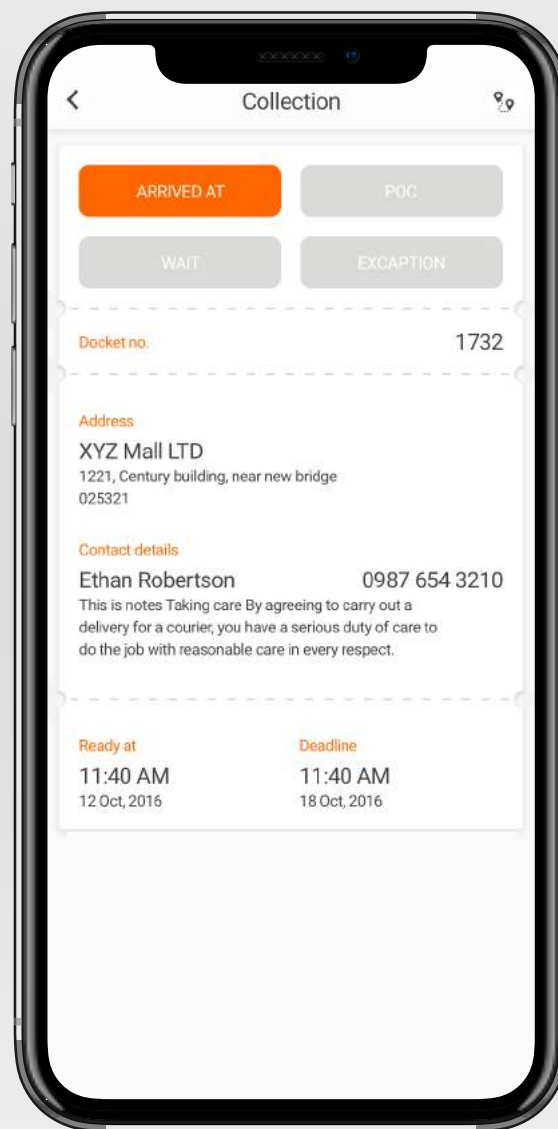 Collection
ARRIVED AT
POC
WAIT
EXCAPTION
Docket no.
1732
Address
XYZ Mall LTD
1221, Century building, near new bridge
025321
Contact details
Ethan Robertson
0987 654 3210
This is notes Taking care By agreeing to carry out a
delivery for a courier, you have a serious duty of care to
do the job with reasonable care in every respect.
Ready at
Deadline
11:40 AM
11:40 AM
12 Oct, 2016
18 Oct, 2016